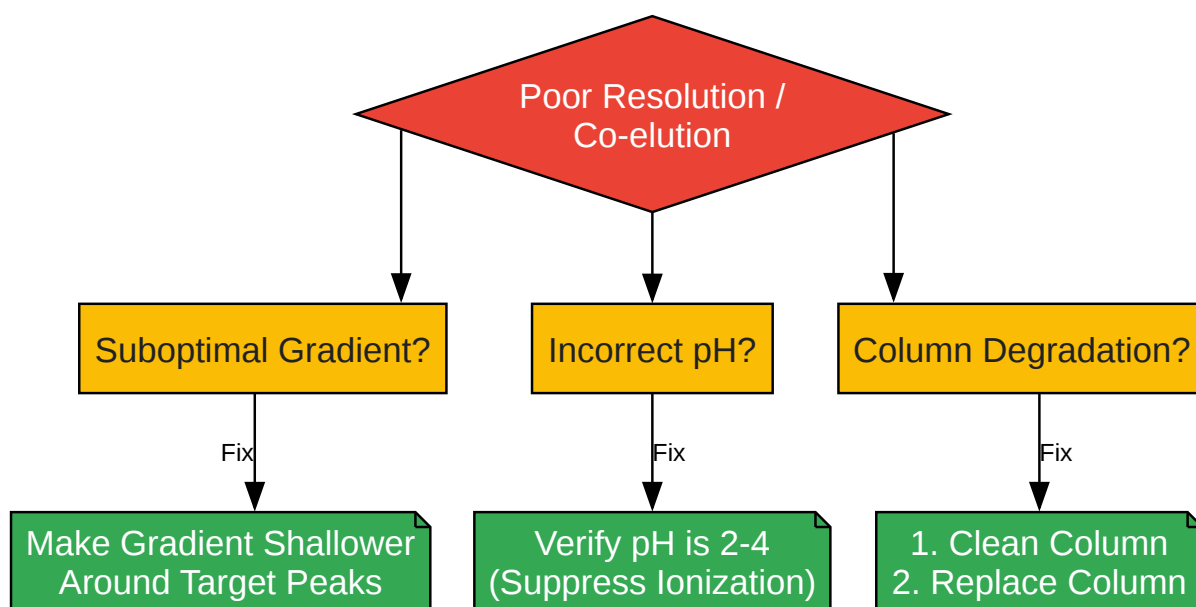 Poor Resolution /
Co-elution
Suboptimal Gradient?
Incorrect pH?
Column Degradation?
Fix
Fix
Fix
Make Gradient Shallower
Around Target Peaks
Verify pH is 2-4
(Suppress Ionization)
1. Clean Column
2. Replace Column